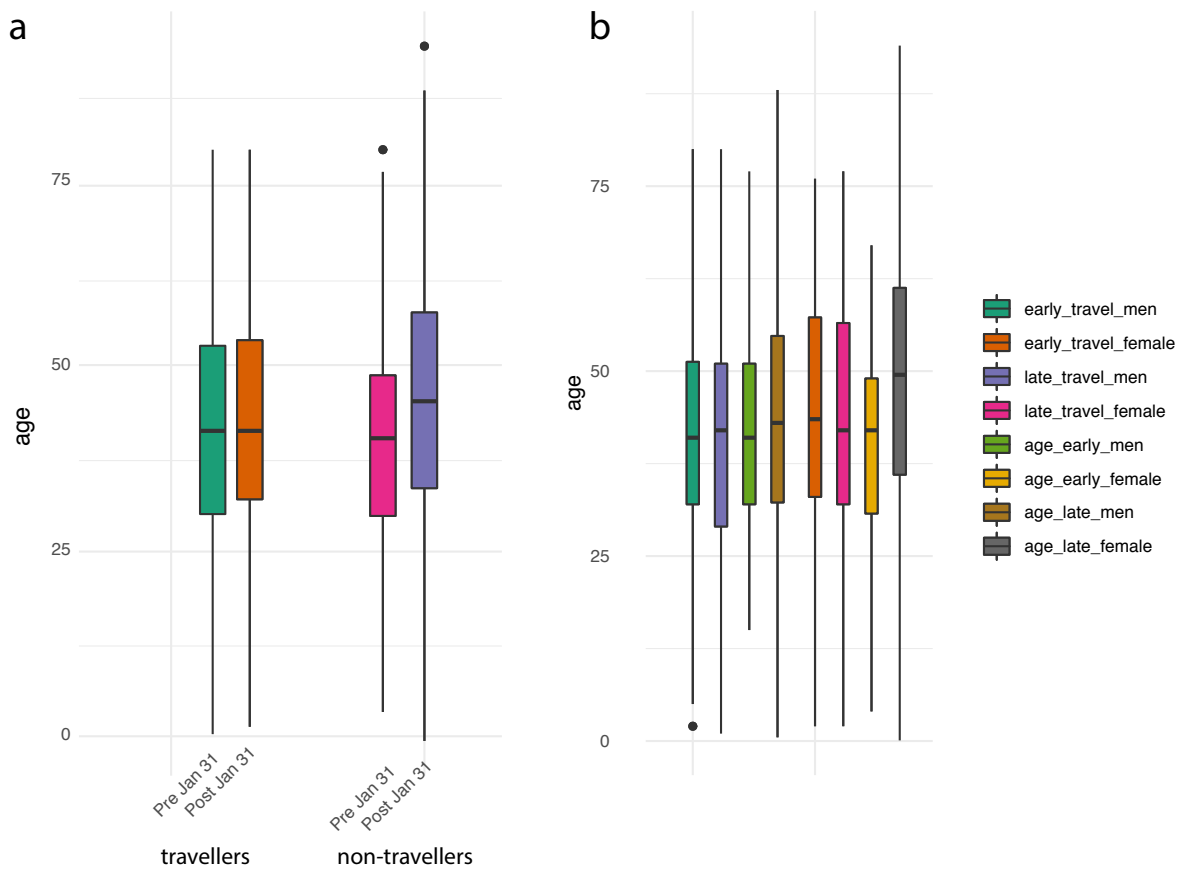 a
age
75
50
25
0
Pre Jan 31
Post Jan 31
Pre Jan 31
Post Jan 31
travellers
non-travellers
b
age
75
50
25
0
early_travel_men
early_travel_female
late_travel_men
late_travel_female
age_early_men
age_early_female
age_late_men
age_late_female